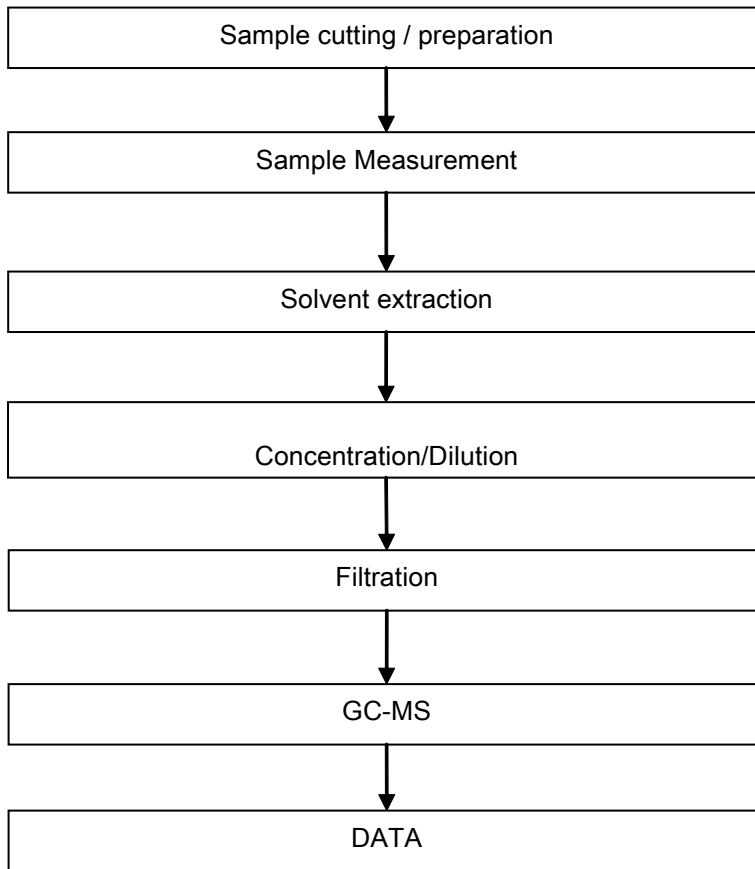 Sample cutting / preparation
Sample Measurement
Solvent extraction
Concentration/Dilution
Filtration
GC-MS
DATA